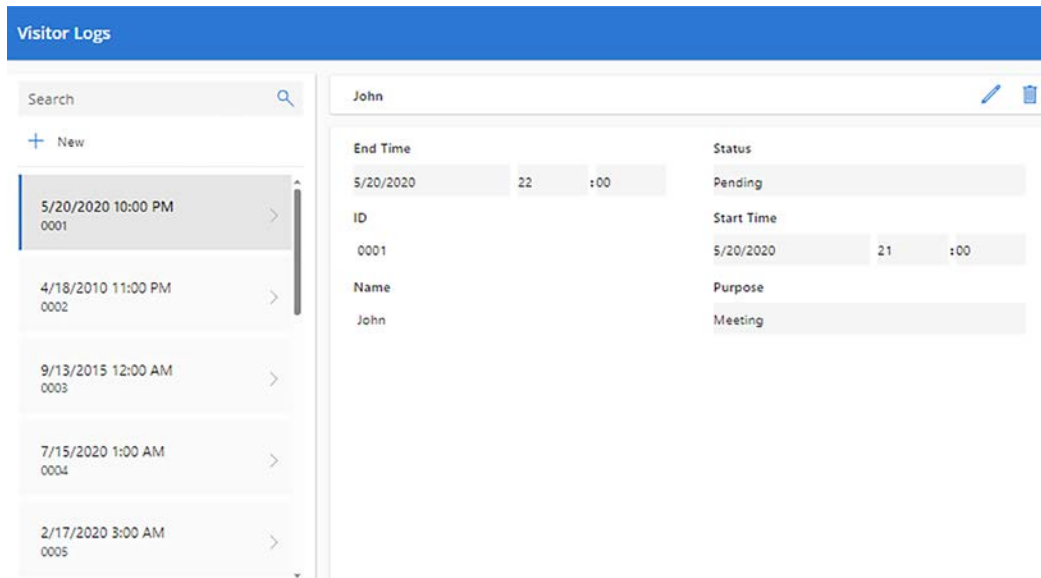 Visitor Logs
Search
New
5/20/2020 10:00 PM
0001
4/18/2010 11:00 PM
0002
9/13/2015 12:00 AM
0003
7/15/2020 1:00 AM
0004
2/17/2020 3:00 AM
0005
John
End Time
5/20/2020 22 :00
ID
0001
Name
John
Status
Pending
Start Time
5/20/2020 21 :00
Purpose
Meeting